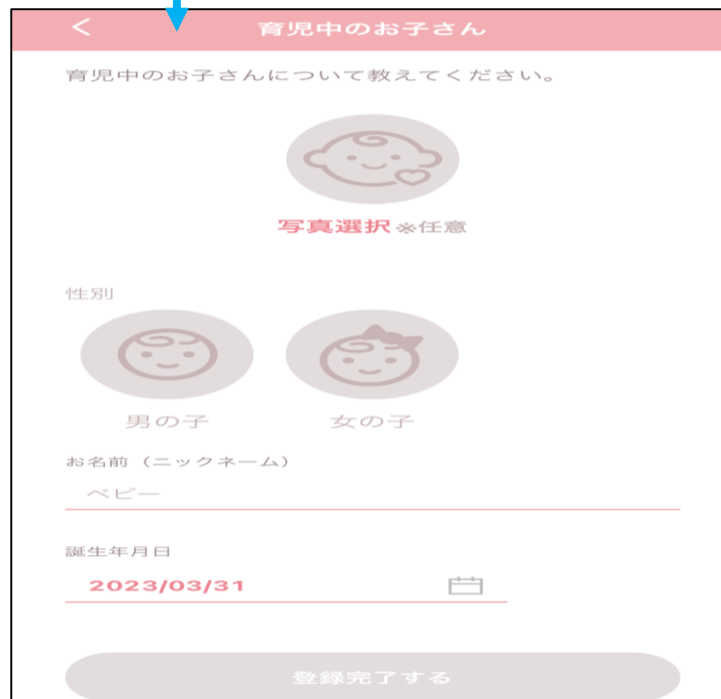 < 育児中のお子さん
育児中のお子さんについて教えてください。
写真選択 ※任意
性別
男の子 女の子
お名前（ニックネーム）
ベビー
誕生年月日
2023/03/31
登録完了する